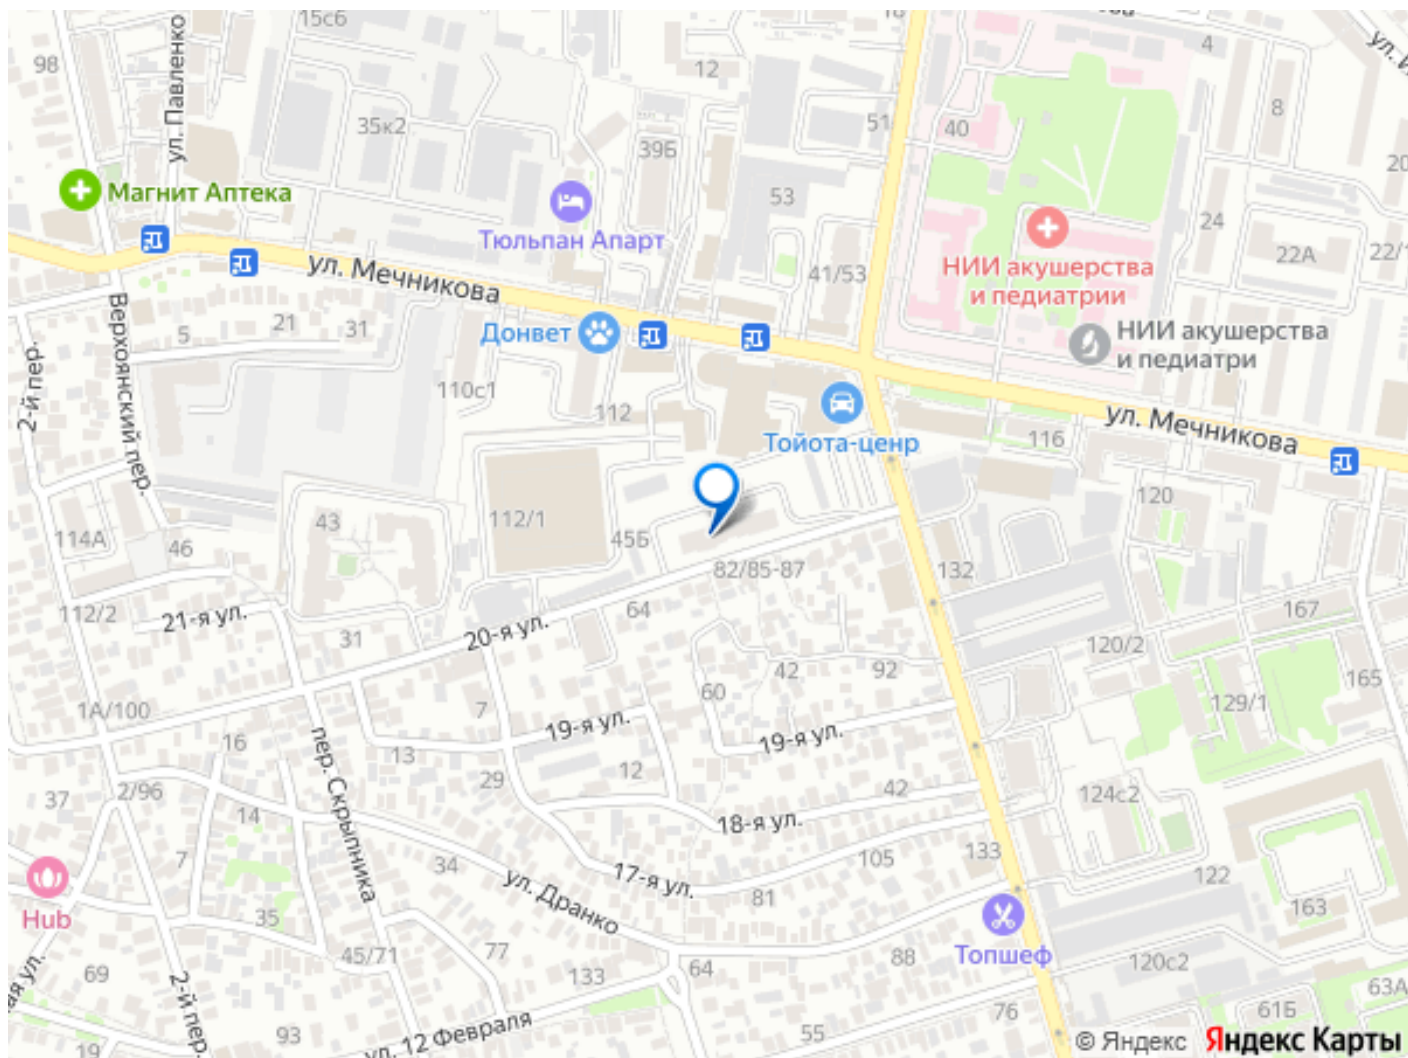 15с6
16
4
98
ул. Павленко
12
8
35к2
39Б
51
40
20
Магнит Аптека
53
24
Тюльпан Апарт
22А
22/1
ул. Мечникова
41/53
НИИ акушерства
и педиатрии
Верхоянский пер.
5
21
31
Донвет
НИИ акушерства
и педиатри
2-й пер.
110с1
112
Тойота-ценр
116
ул. Мечникова
43
112/1
45Б
120
114А
46
82/85-87
132
112/2
21-я ул.
31
20-я ул.
64
167
120/2
42
92
60
165
129/1
1А/100
7
19-я ул.
19-я ул.
16
пер. Скрыпника
13
29
12
42
124с2
37
2/96
14
18-я ул.
7
34
17-я ул.
105
133
122
81
Hub
35
ул. Дранко
163
45/71
77
88
Топшеф
120с2
69
2-й пер.
133
64
76
63А
61Б
93
ул. 12 Февраля
55
19
© Яндекс Яндекс Карты